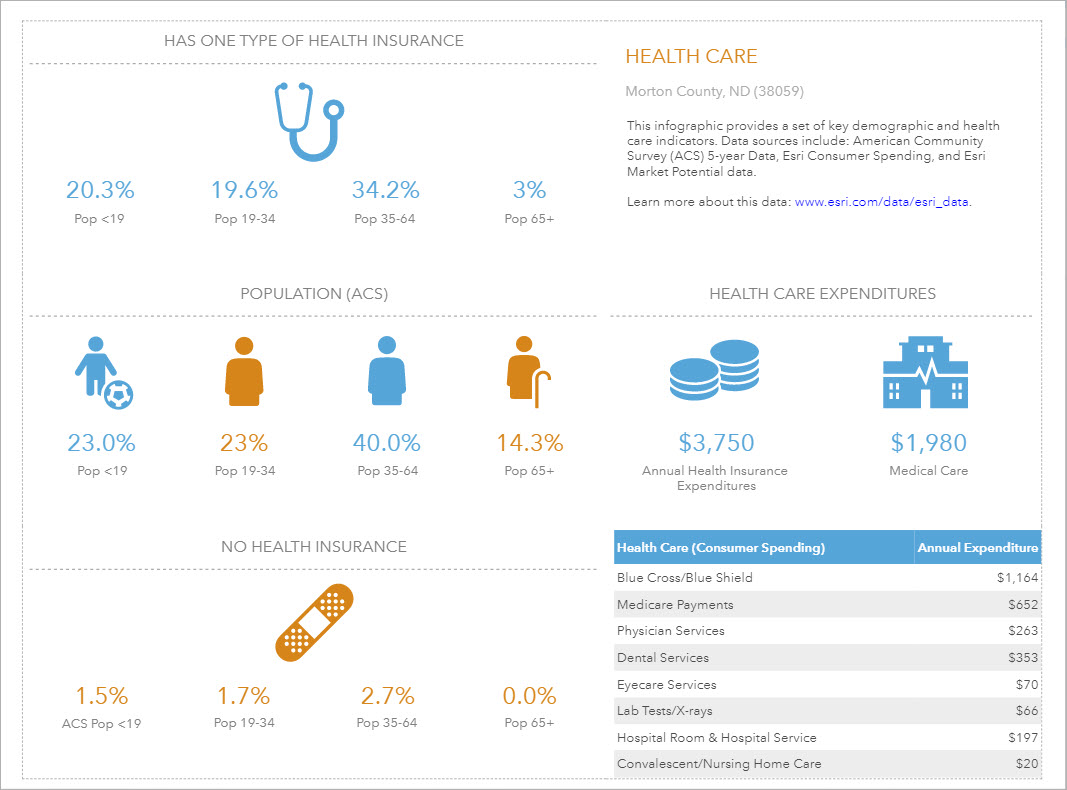 HAS ONE TYPE OF HEALTH INSURANCE
20.3% 19.6% 34.2% 3%
Pop <19 Pop 19-34 Pop 35-64 Pop 65+
HEALTH CARE
Morton County, ND (38059)
This infographic provides a set of key demographic and health
care indicators. Data sources include: American Community
Survey (ACS) 5-year Data, Esri Consumer Spending, and Esri
Market Potential data.
Learn more about this data: www.esri.com/data/esri_data.
POPULATION (ACS)
23.0% 23% 40.0% 14.3%
Pop <19 Pop 19-34 Pop 35-64 Pop 65+
HEALTH CARE EXPENDITURES
$3,750 $1,980
Annual Health Insurance Medical Care
Expenditures
NO HEALTH INSURANCE
1.5% 1.7% 2.7% 0.0%
ACS Pop <19 Pop 19-34 Pop 35-64 Pop 65+
Health Care (Consumer Spending) Annual Expenditure
Blue Cross/Blue Shield $1,164
Medicare Payments $652
Physician Services $263
Dental Services $353
Eyecare Services $70
Lab Tests/X-rays $66
Hospital Room & Hospital Service $197
Convalescent/Nursing Home Care $20